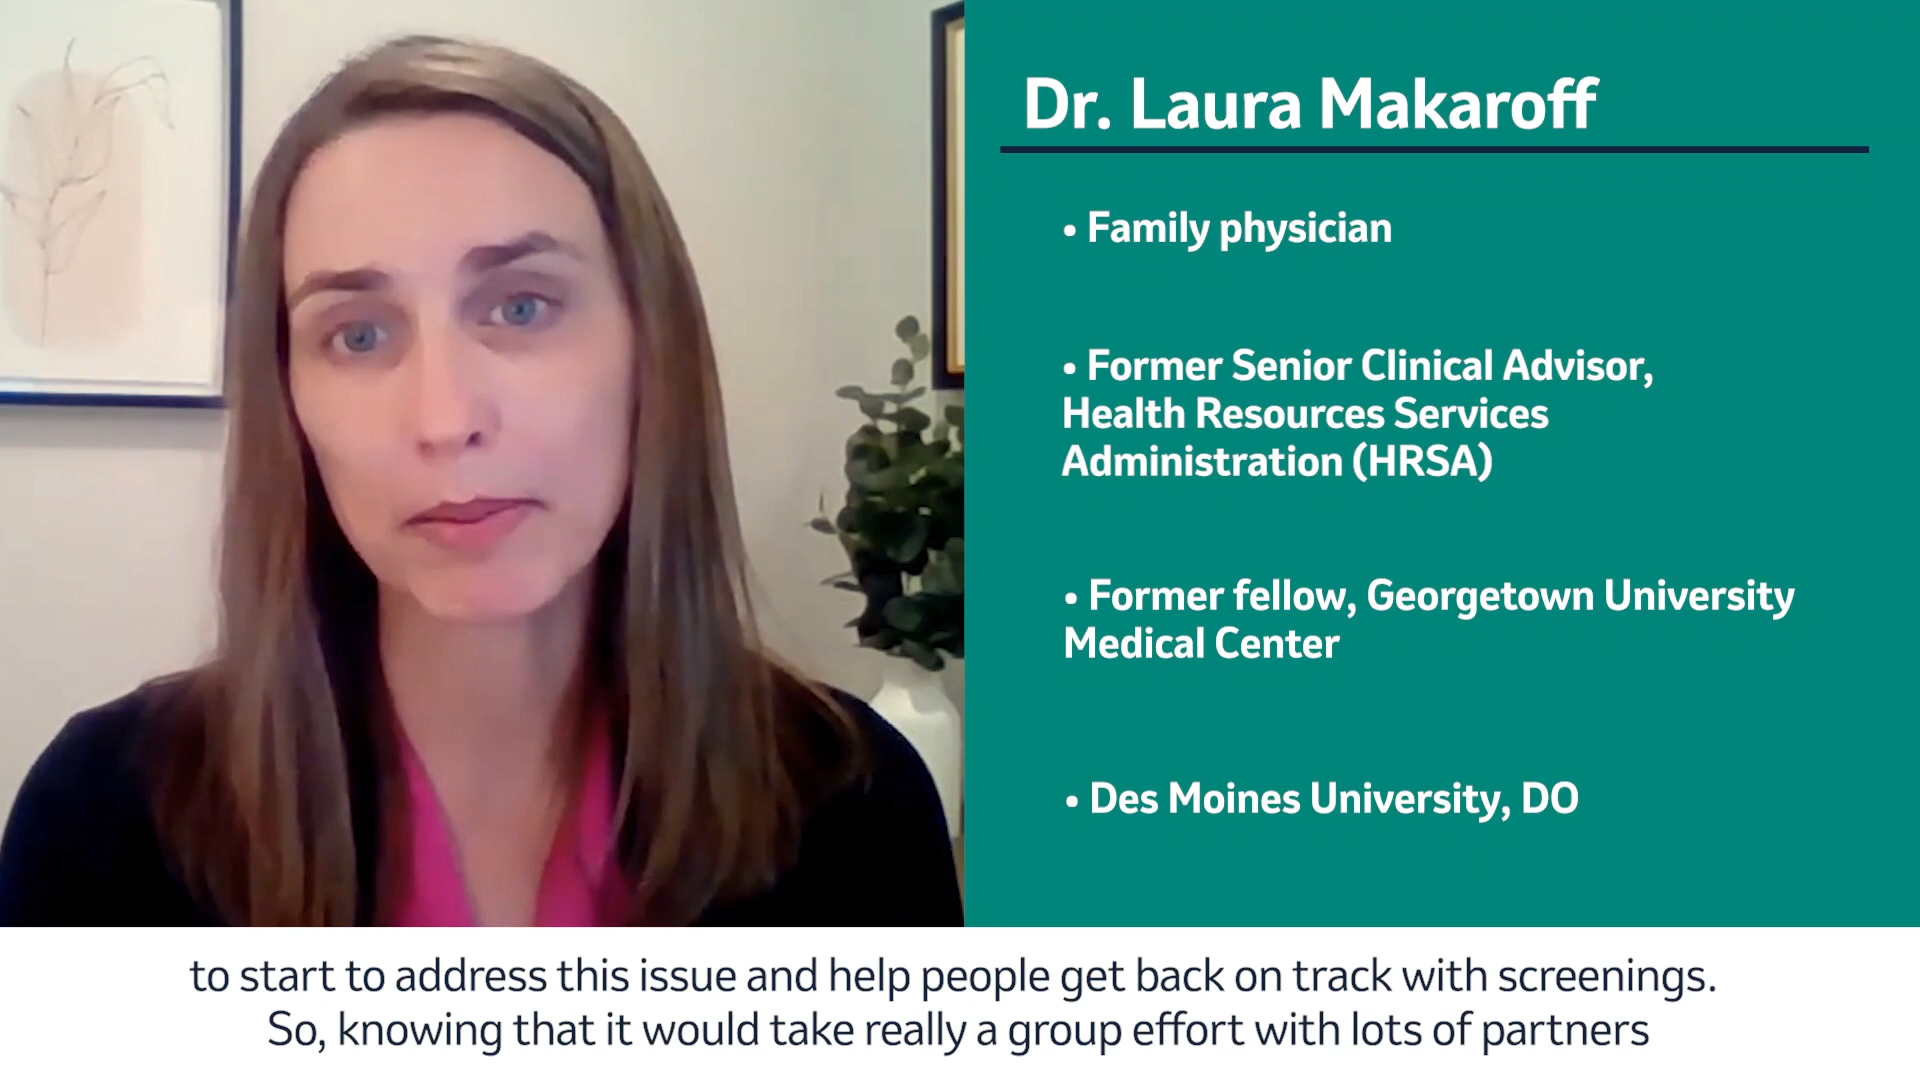 Dr. Laura Makaroff
• Family physician
• Former Senior Clinical Advisor,
Health Resources Services
Administration (HRSA)
• Former fellow, Georgetown University
Medical Center
• Des Moines University, DO
to start to address this issue and help people get back on track with screenings.
So, knowing that it would take really a group effort with lots of partners